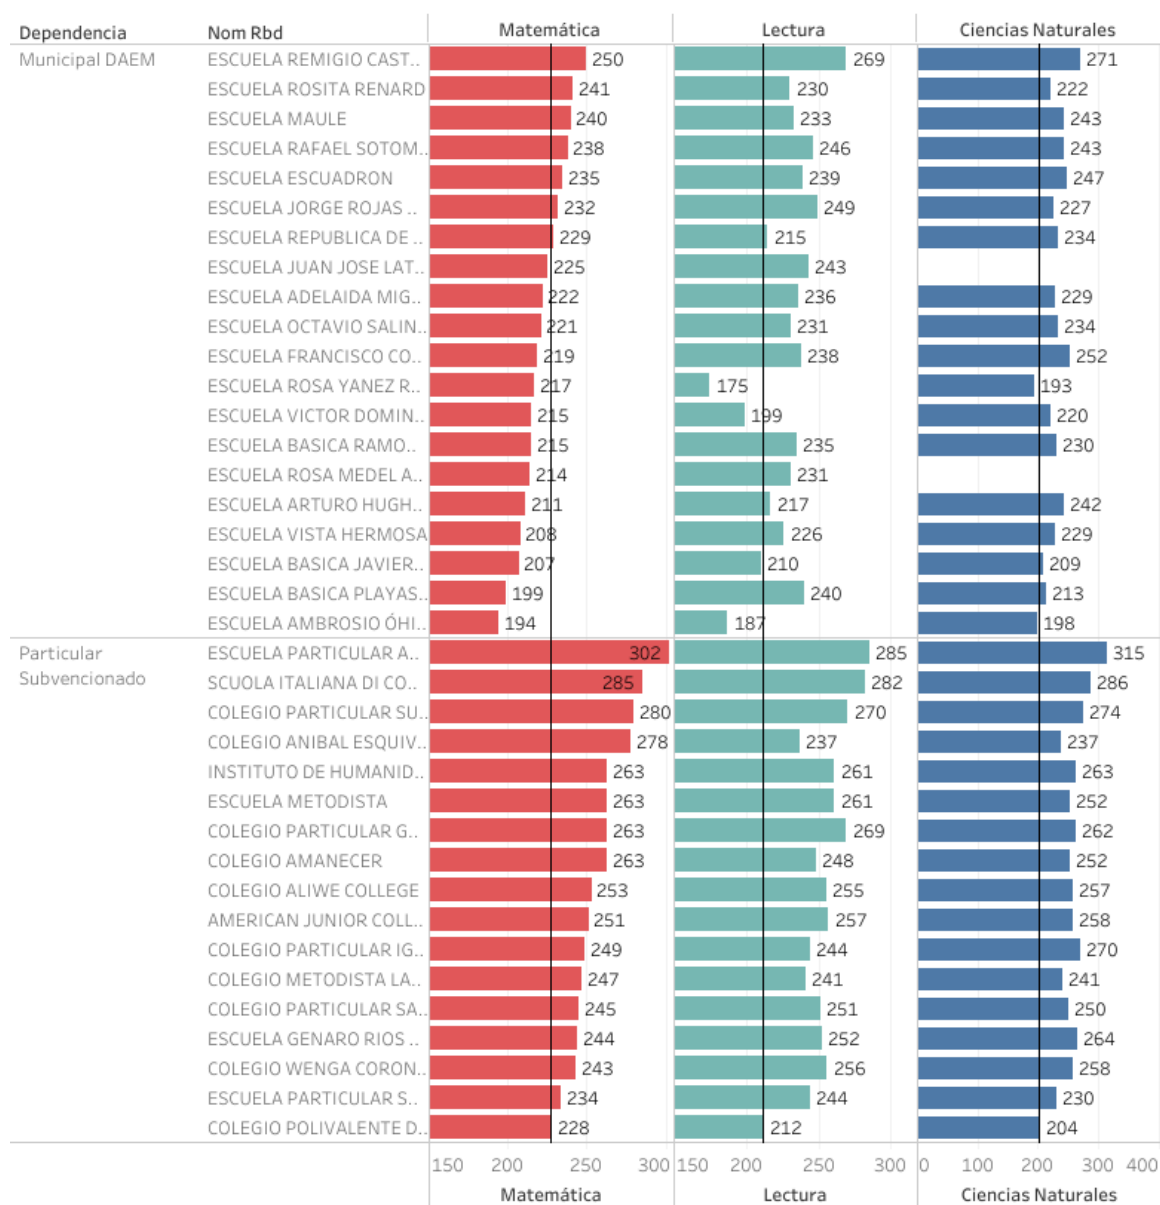 Dependencia Nom Rbd Matemática Lectura Ciencias Naturales
Municipal DAEM ESCUELA REMIGIO CAST.. 250 269 271
ESCUELA ROSITA RENARD 241 230 222
ESCUELA MAULE 240 233 243
ESCUELA RAFAEL SOTOM.. 238 246 243
ESCUELA ESCUADRON 235 239 247
ESCUELA JORGE ROJAS .. 232 249 227
ESCUELA REPUBLICA DE .. 229 215 234
ESCUELA JUAN JOSE LAT.. 225 243
ESCUELA ADELAIDA MIG.. 222 236 229
ESCUELA OCTAVIO SALIN.. 221 231 234
ESCUELA FRANCISCO CO.. 219 238 252
ESCUELA ROSA YANEZ R.. 217 175 193
ESCUELA VICTOR DOMIN.. 215 199 220
ESCUELA BASICA RAMO.. 215 235 230
ESCUELA ROSA MEDEL A.. 214 231
ESCUELA ARTURO HUGH.. 211 217 242
ESCUELA VISTA HERMOSA 208 226 229
ESCUELA BASICA JAVIER.. 207 210 209
ESCUELA BASICA PLAYAS.. 199 240 213
ESCUELA AMBROSIO ÓHI.. 194 187 198
Particular ESCUELA PARTICULAR A.. 302 285 315
Subvencionado SCUOLA ITALIANA DI CO.. 285 282 286
COLEGIO PARTICULAR SU.. 280 270 274
COLEGIO ANIBAL ESQUIV.. 278 237 237
INSTITUTO DE HUMANID.. 263 261 263
ESCUELA METODISTA 263 261 252
COLEGIO PARTICULAR G.. 263 269 262
COLEGIO AMANECER 263 248 252
COLEGIO ALIWE COLLEGE 253 255 257
AMERICAN JUNIOR COLL.. 251 257 258
COLEGIO PARTICULAR IG.. 249 244 270
COLEGIO METODISTA LA.. 247 241 241
COLEGIO PARTICULAR SA.. 245 251 250
ESCUELA GENARO RIOS .. 244 252 264
COLEGIO WENGA CORON.. 243 256 258
ESCUELA PARTICULAR S.. 234 244 230
COLEGIO POLIVALENTE D.. 228 212 204
150 200 250 300 150 200 250 300 0 100 200 300 400
Matemática Lectura Ciencias Naturales